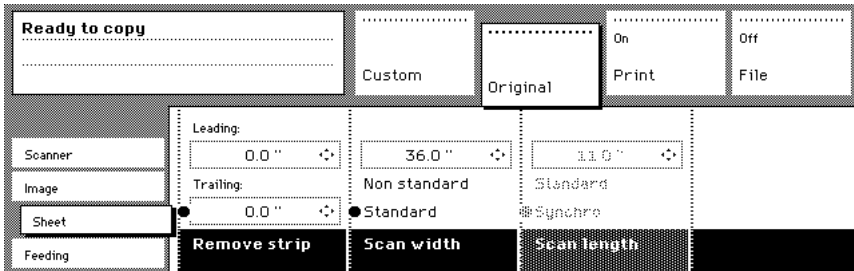 Ready to copy
Custom
Original
On
Print
Off
File
Scanner
Image
Sheet
Feeding
Leading:
0.0 "
Trailing:
0.0 "
Remove strip
36.0 "
Non standard
Standard
Scan width
11.0 "
Standard
Synchro
Scan length